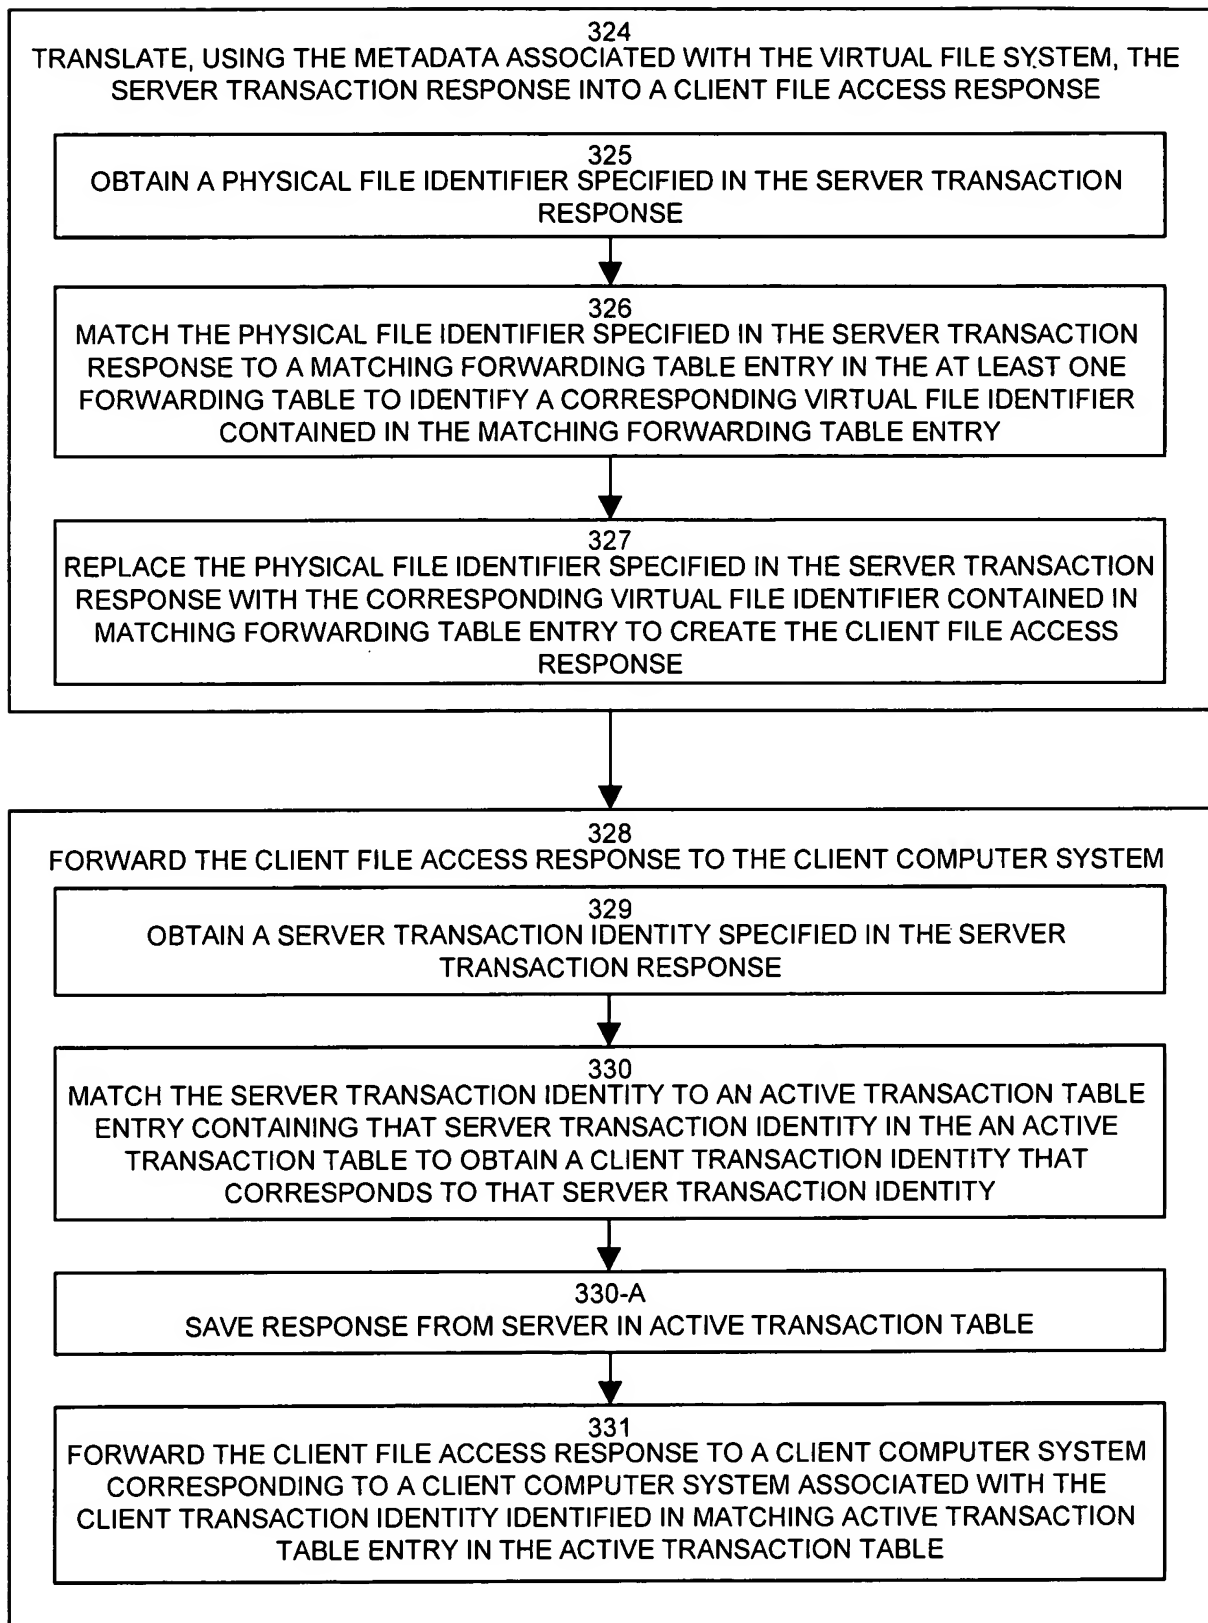 324
TRANSLATE, USING THE METADATA ASSOCIATED WITH THE VIRTUAL FILE SYSTEM, THE
SERVER TRANSACTION RESPONSE INTO A CLIENT FILE ACCESS RESPONSE
325
OBTAIN A PHYSICAL FILE IDENTIFIER SPECIFIED IN THE SERVER TRANSACTION
RESPONSE
326
MATCH THE PHYSICAL FILE IDENTIFIER SPECIFIED IN THE SERVER TRANSACTION
RESPONSE TO A MATCHING FORWARDING TABLE ENTRY IN THE AT LEAST ONE
FORWARDING TABLE TO IDENTIFY A CORRESPONDING VIRTUAL FILE IDENTIFIER
CONTAINED IN THE MATCHING FORWARDING TABLE ENTRY
327
REPLACE THE PHYSICAL FILE IDENTIFIER SPECIFIED IN THE SERVER TRANSACTION
RESPONSE WITH THE CORRESPONDING VIRTUAL FILE IDENTIFIER CONTAINED IN
MATCHING FORWARDING TABLE ENTRY TO CREATE THE CLIENT FILE ACCESS
RESPONSE
328
FORWARD THE CLIENT FILE ACCESS RESPONSE TO THE CLIENT COMPUTER SYSTEM
329
OBTAIN A SERVER TRANSACTION IDENTITY SPECIFIED IN THE SERVER
TRANSACTION RESPONSE
330
MATCH THE SERVER TRANSACTION IDENTITY TO AN ACTIVE TRANSACTION TABLE
ENTRY CONTAINING THAT SERVER TRANSACTION IDENTITY IN THE AN ACTIVE
TRANSACTION TABLE TO OBTAIN A CLIENT TRANSACTION IDENTITY THAT
CORRESPONDS TO THAT SERVER TRANSACTION IDENTITY
330-A
SAVE RESPONSE FROM SERVER IN ACTIVE TRANSACTION TABLE
331
FORWARD THE CLIENT FILE ACCESS RESPONSE TO A CLIENT COMPUTER SYSTEM
CORRESPONDING TO A CLIENT COMPUTER SYSTEM ASSOCIATED WITH THE
CLIENT TRANSACTION IDENTITY IDENTIFIED IN MATCHING ACTIVE TRANSACTION
TABLE ENTRY IN THE ACTIVE TRANSACTION TABLE